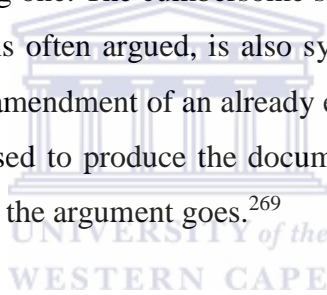 g one. The cumbersome s
s often argued, is also sy
amendment of an already e
sed to produce the docum
the argument goes.269
UNIVERSITY of the
WESTERN CAPE